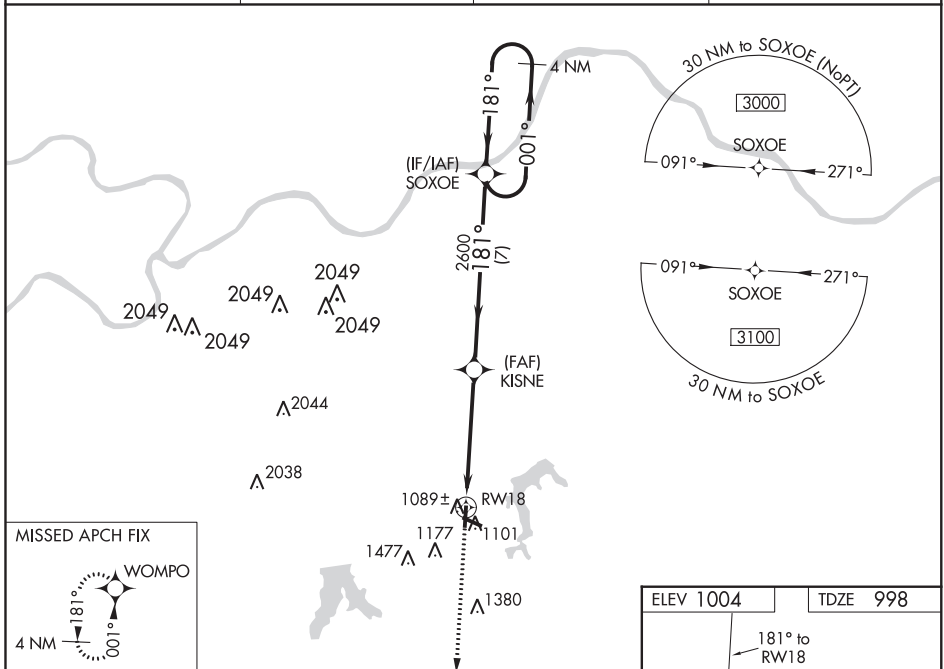 4 NM
181°
001°
(IF/IAF)
SOXOE
2600
181°
(7)
30 NM to SOXOE (NoPT)
3000
SOXOE
091°
271°
091°
271°
SOXOE
3100
30 NM to SOXOE
2049
2049
2049
2049
2049
(FAF)
KISNE
2044
2038
1089±
RW18
1101
1177
1477
1380
MISSED APCH FIX
WOMPO
181°
001°
4 NM
ELEV 1004
TDZE 998
181° to
RW18